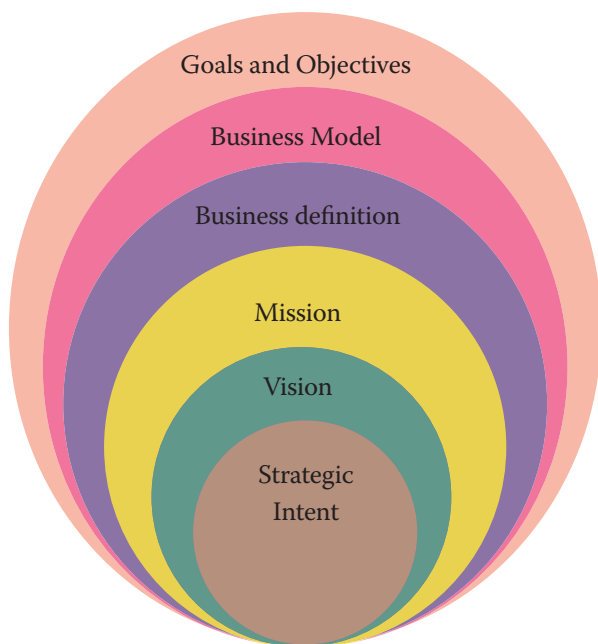 Goals and Objectives
Business Model
Business definition
Mission
Vision
Strategic
Intent